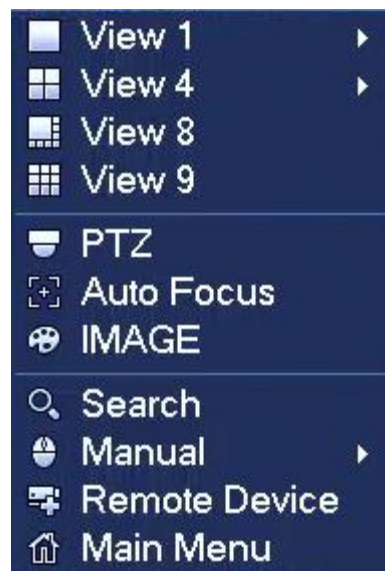 View 1
View 4
View 8
View 9
PTZ
Auto Focus
IMAGE
Search
Manual
Remote Device
Main Menu